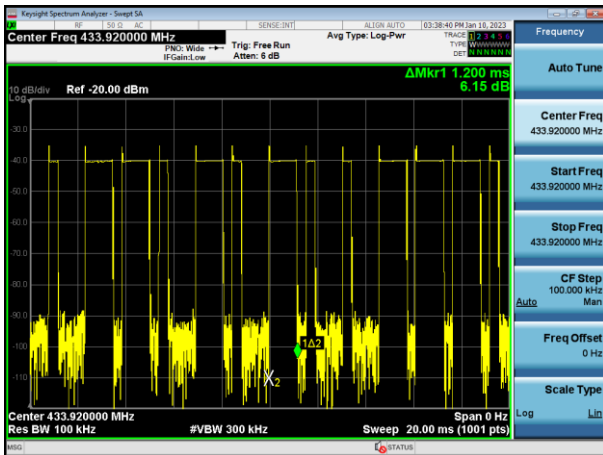 Keysight Spectrum Analyzer - Swept SA
RF 50 Ω AC SENSE:INT ALIGN AUTO 03:38:40 PM Jan 16, 2023
Center Freq 433.920000 MHz
PNO: Wide
IFGain:Low
Trig: Free Run
Atten: 6 dB
Avg Type: Log-Pwr
TRACE 1 2 3 4 5 6
TYPE WWWWWW
DET N N N N N N
ΔMkr1 1.200 ms
6.15 dB
10 dB/div Ref -20.00 dBm
Log
-30.0
-40.0
-50.0
-60.0
-70.0
-80.0
-90.0
-100
-110
1Δ2
2
Center 433.920000 MHz Span 0 Hz
Res BW 100 kHz #VBW 300 kHz Sweep 20.00 ms (1001 pts)
MSG STATUS
Frequency
Auto Tune
Center Freq
433.920000 MHz
Start Freq
433.920000 MHz
Stop Freq
433.920000 MHz
CF Step
100.000 kHz
Auto Man
Freq Offset
0 Hz
Scale Type
Log Lin